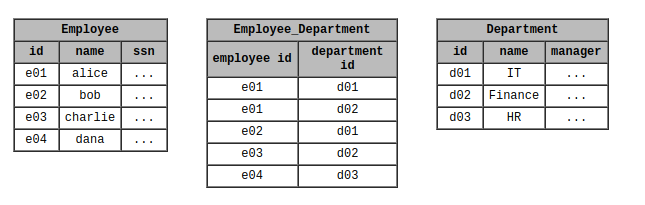 Employee
id name ssn
e01 alice ...
e02 bob ...
e03 charlie ...
e04 dana ...
Employee_Department
employee id department
id
e01 d01
e01 d02
e02 d01
e03 d02
e04 d03
Department
id name manager
d01 IT ...
d02 Finance ...
d03 HR ...